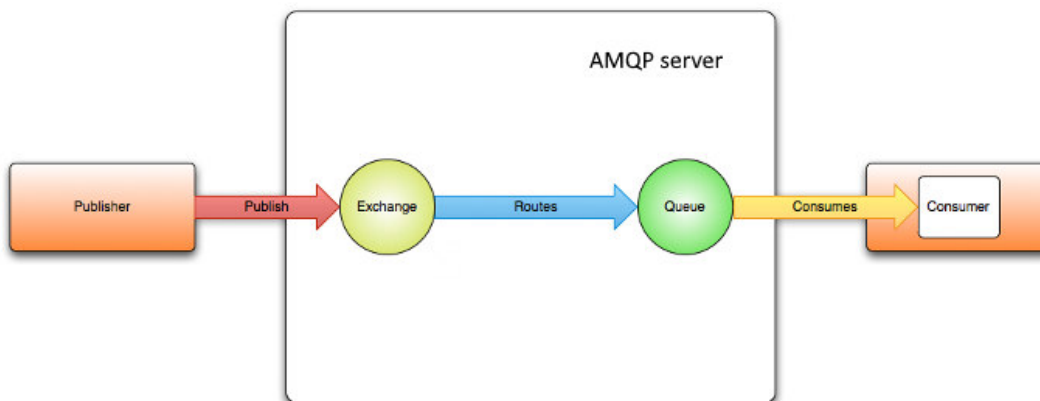 AMQP server
Publisher
Publish
Exchange
Routes
Queue
Consumes
Consumer